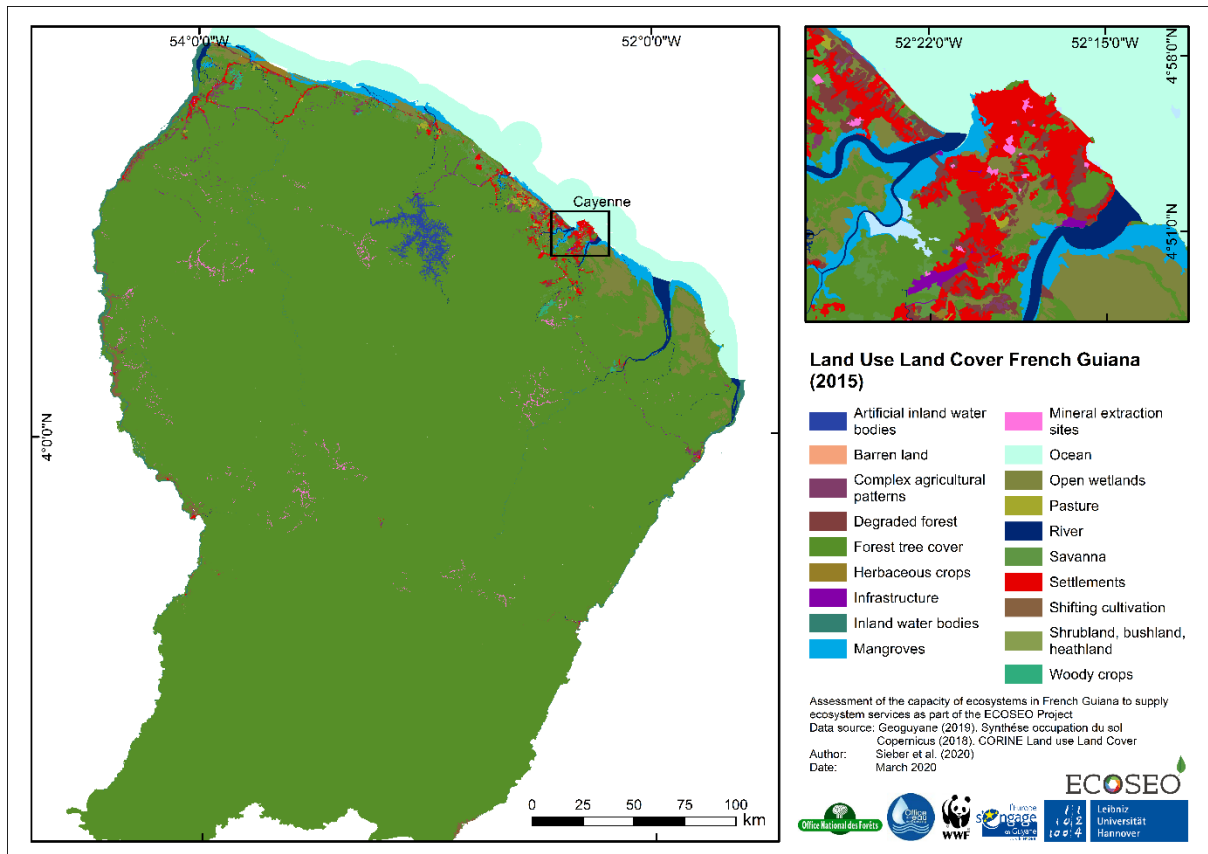 54°0'0"W
52°0'0"W
4°0'0"N
Cayenne
0 25 50 75 100
km
52°22'0"W
52°15'0"W
4°58'0"N
4°51'0"N
Land Use Land Cover French Guiana
(2015)
Artificial inland water
bodies
Barren land
Complex agricultural
patterns
Degraded forest
Forest tree cover
Herbaceous crops
Infrastructure
Inland water bodies
Mangroves
Mineral extraction
sites
Ocean
Open wetlands
Pasture
River
Savanna
Settlements
Shifting cultivation
Shrubland, bushland,
heathland
Woody crops
Assessment of the capacity of ecosystems in French Guiana to supply
ecosystem services as part of the ECOSEO Project
Data source: Geoguyane (2019). Synthése occupation du sol
Copernicus (2018). CORINE Land use Land Cover
Author: Sieber et al. (2020)
Date: March 2020
ECOSEO
Office National des Forêts
Office
eau
WWF
l'Europe
s'engage
en Guyane
Leibniz
Universität
Hannover